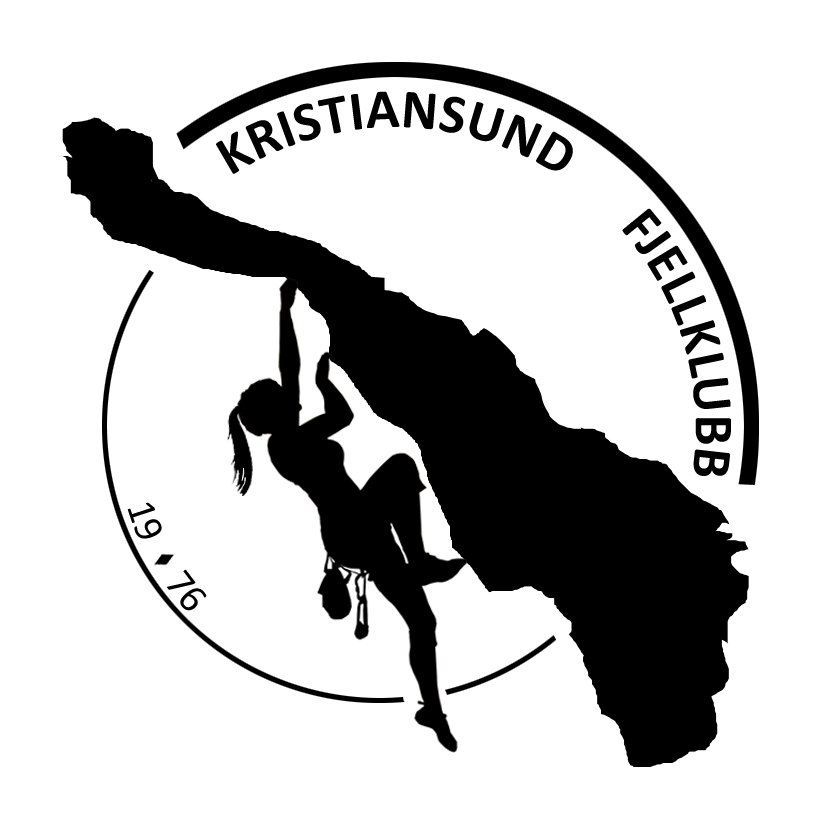 KRISTIANSUND
FJELLKLUBB
19 ♦ 76